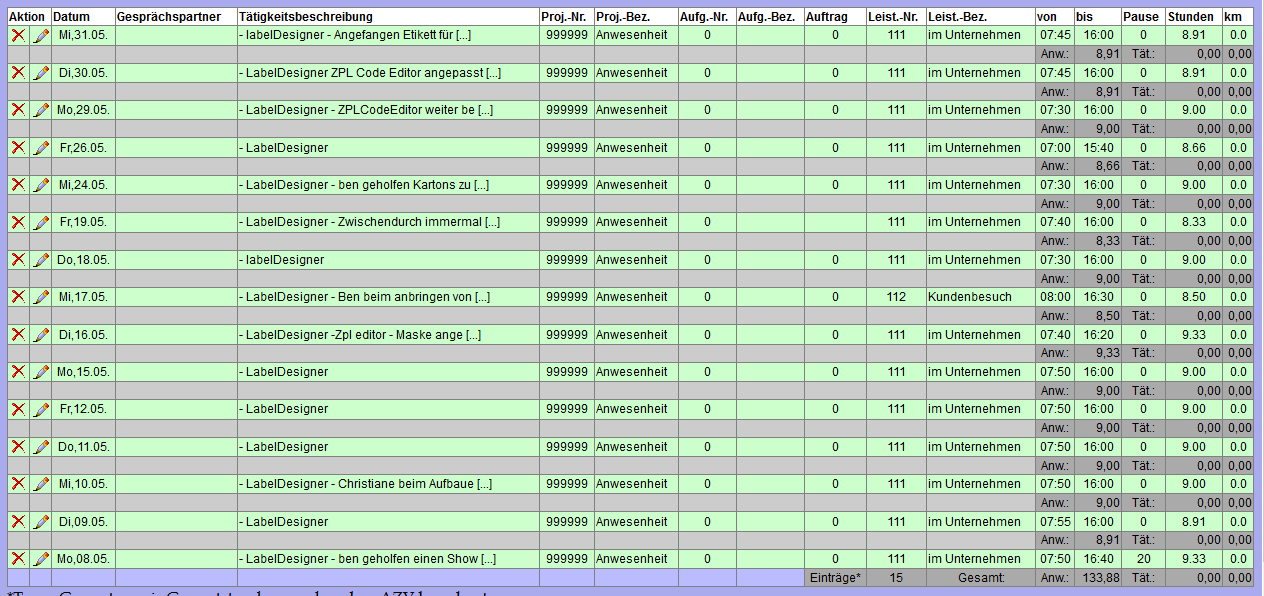 Aktion Datum Gesprächspartner Tätigkeitsbeschreibung Proj.-Nr. Proj.-Bez. Aufg.-Nr. Aufg.-Bez. Auftrag Leist.-Nr. Leist.-Bez. von bis Pause Stunden km
Mi,31.05. - labelDesigner - Angefangen Etikett für [...] 999999 Anwesenheit 0 0 111 im Unternehmen 07:45 16:00 0 8.91 0.0
Anw.: 8,91 Tät.: 0,00 0,00
Di,30.05. - LabelDesigner ZPL Code Editor angepasst [...] 999999 Anwesenheit 0 0 111 im Unternehmen 07:45 16:00 0 8.91 0.0
Anw.: 8,91 Tät.: 0,00 0,00
Mo,29.05. - LabelDesigner - ZPLCodeEditor weiter be [...] 999999 Anwesenheit 0 0 111 im Unternehmen 07:30 16:00 0 9.00 0.0
Anw.: 9,00 Tät.: 0,00 0,00
Fr,26.05. - LabelDesigner 999999 Anwesenheit 0 0 111 im Unternehmen 07:00 15:40 0 8.66 0.0
Anw.: 8,66 Tät.: 0,00 0,00
Mi,24.05. - LabelDesigner - ben geholfen Kartons zu [...] 999999 Anwesenheit 0 0 111 im Unternehmen 07:30 16:00 0 9.00 0.0
Anw.: 9,00 Tät.: 0,00 0,00
Fr,19.05. - LabelDesigner - Zwischendurch immermal [...] 999999 Anwesenheit 0 0 111 im Unternehmen 07:40 16:00 0 8.33 0.0
Anw.: 8,33 Tät.: 0,00 0,00
Do,18.05. - labelDesigner 999999 Anwesenheit 0 0 111 im Unternehmen 07:30 16:00 0 9.00 0.0
Anw.: 9,00 Tät.: 0,00 0,00
Mi,17.05. - LabelDesigner - Ben beim anbringen von [...] 999999 Anwesenheit 0 0 112 Kundenbesuch 08:00 16:30 0 8.50 0.0
Anw.: 8,50 Tät.: 0,00 0,00
Di,16.05. - LabelDesigner -Zpl editor - Maske ange [...] 999999 Anwesenheit 0 0 111 im Unternehmen 07:40 16:20 0 9.33 0.0
Anw.: 9,33 Tät.: 0,00 0,00
Mo,15.05. - LabelDesigner 999999 Anwesenheit 0 0 111 im Unternehmen 07:50 16:00 0 9.00 0.0
Anw.: 9,00 Tät.: 0,00 0,00
Fr,12.05. - LabelDesigner 999999 Anwesenheit 0 0 111 im Unternehmen 07:50 16:00 0 9.00 0.0
Anw.: 9,00 Tät.: 0,00 0,00
Do,11.05. - LabelDesigner 999999 Anwesenheit 0 0 111 im Unternehmen 07:50 16:00 0 9.00 0.0
Anw.: 9,00 Tät.: 0,00 0,00
Mi,10.05. - LabelDesigner - Christiane beim Aufbaue [...] 999999 Anwesenheit 0 0 111 im Unternehmen 07:50 16:00 0 9.00 0.0
Anw.: 9,00 Tät.: 0,00 0,00
Di,09.05. - LabelDesigner 999999 Anwesenheit 0 0 111 im Unternehmen 07:55 16:00 0 8.91 0.0
Anw.: 8,91 Tät.: 0,00 0,00
Mo,08.05. - LabelDesigner - ben geholfen einen Show [...] 999999 Anwesenheit 0 0 111 im Unternehmen 07:50 16:40 20 9.33 0.0
Einträge* 15 Gesamt: Anw.: 133,88 Tät.: 0,00 0,00